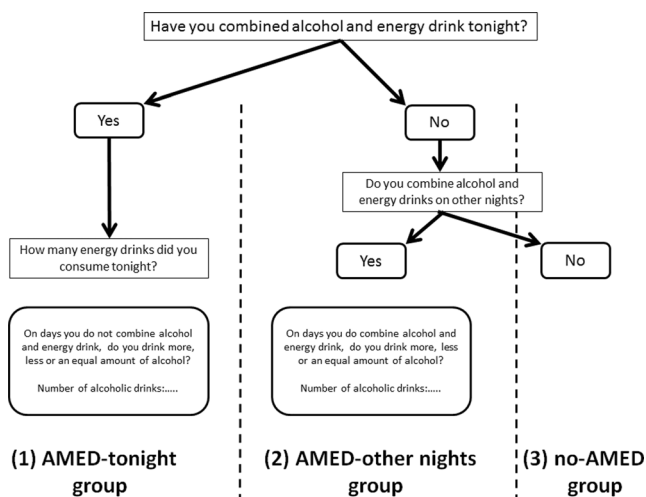 Have you combined alcohol and energy drink tonight?
Yes
No
Do you combine alcohol and
energy drinks on other nights?
How many energy drinks did you
consume tonight?
Yes
No
On days you do not combine alcohol
and energy drink, do you drink more,
less or an equal amount of alcohol?
Number of alcoholic drinks:.....
On days you do combine alcohol and
energy drink, do you drink more, less
or an equal amount of alcohol?
Number of alcoholic drinks:.....
(1) AMED-tonight
group
(2) AMED-other nights
group
(3) no-AMED
group